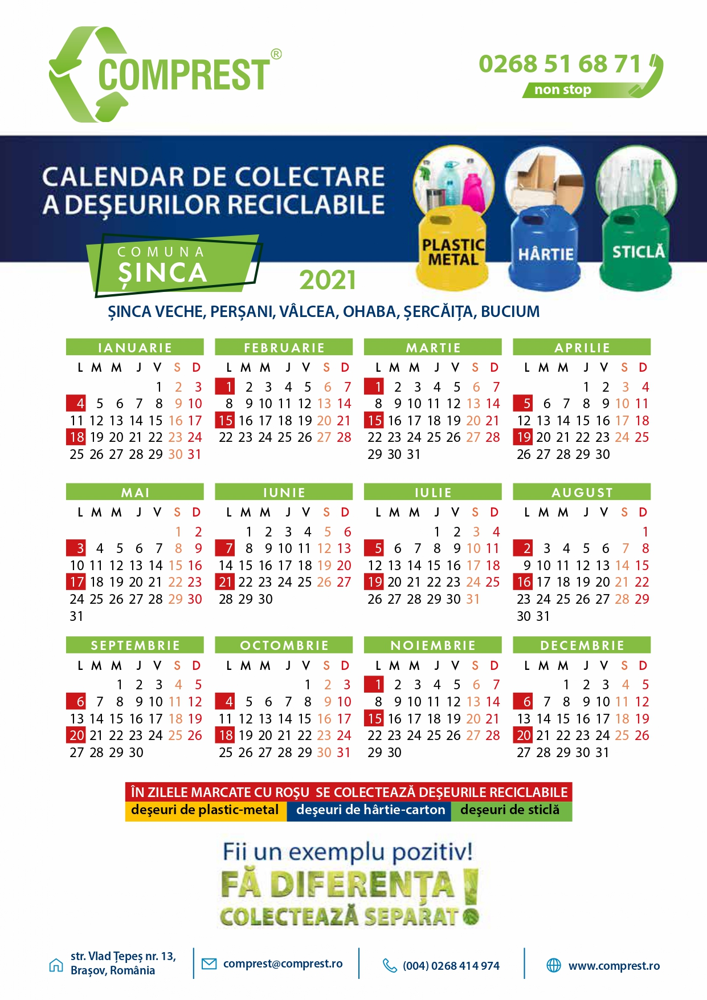 COMPREST®
0268 51 68 71
non stop
CALENDAR DE COLECTARE
A DEȘEURILOR RECICLABILE
PLASTIC
METAL
HÂRTIE
STICLĂ
COMUNA
ȘINCA
2021
ȘINCA VECHE, PERȘANI, VÂLCEA, OHABA, ȘERCĂIȚA, BUCIUM
IANUARIE
L M M J V S D
1 2 3
4 5 6 7 8 9 10
11 12 13 14 15 16 17
18 19 20 21 22 23 24
25 26 27 28 29 30 31
FEBRUARIE
L M M J V S D
1 2 3 4 5 6 7
8 9 10 11 12 13 14
15 16 17 18 19 20 21
22 23 24 25 26 27 28
MARTIE
L M M J V S D
1 2 3 4 5 6 7
8 9 10 11 12 13 14
15 16 17 18 19 20 21
22 23 24 25 26 27 28
29 30 31
APRILIE
L M M J V S D
1 2 3 4
5 6 7 8 9 10 11
12 13 14 15 16 17 18
19 20 21 22 23 24 25
26 27 28 29 30
MAI
L M M J V S D
1 2
3 4 5 6 7 8 9
10 11 12 13 14 15 16
17 18 19 20 21 22 23
24 25 26 27 28 29 30
31
IUNIE
L M M J V S D
1 2 3 4 5 6
7 8 9 10 11 12 13
14 15 16 17 18 19 20
21 22 23 24 25 26 27
28 29 30
IULIE
L M M J V S D
1 2 3 4
5 6 7 8 9 10 11
12 13 14 15 16 17 18
19 20 21 22 23 24 25
26 27 28 29 30 31
AUGUST
L M M J V S D
1
2 3 4 5 6 7 8
9 10 11 12 13 14 15
16 17 18 19 20 21 22
23 24 25 26 27 28 29
30 31
SEPTEMBRIE
L M M J V S D
1 2 3 4 5
6 7 8 9 10 11 12
13 14 15 16 17 18 19
20 21 22 23 24 25 26
27 28 29 30
OCTOMBRIE
L M M J V S D
1 2 3
4 5 6 7 8 9 10
11 12 13 14 15 16 17
18 19 20 21 22 23 24
25 26 27 28 29 30 31
NOIEMBRIE
L M M J V S D
1 2 3 4 5 6 7
8 9 10 11 12 13 14
15 16 17 18 19 20 21
22 23 24 25 26 27 28
29 30
DECEMBRIE
L M M J V S D
1 2 3 4 5
6 7 8 9 10 11 12
13 14 15 16 17 18 19
20 21 22 23 24 25 26
27 28 29 30 31
ÎN ZILELE MARCATE CU ROŞU SE COLECTEAZĂ DEŞEURILE RECICLABILE
deşeuri de plastic-metal deşeuri de hârtie-carton deşeuri de sticlă
Fii un exemplu pozitiv!
FĂ DIFERENȚA!
COLECTEAZĂ SEPARAT
str. Vlad Țepeș nr. 13,
Brașov, România
comprest@comprest.ro
(004) 0268 414 974
www.comprest.ro